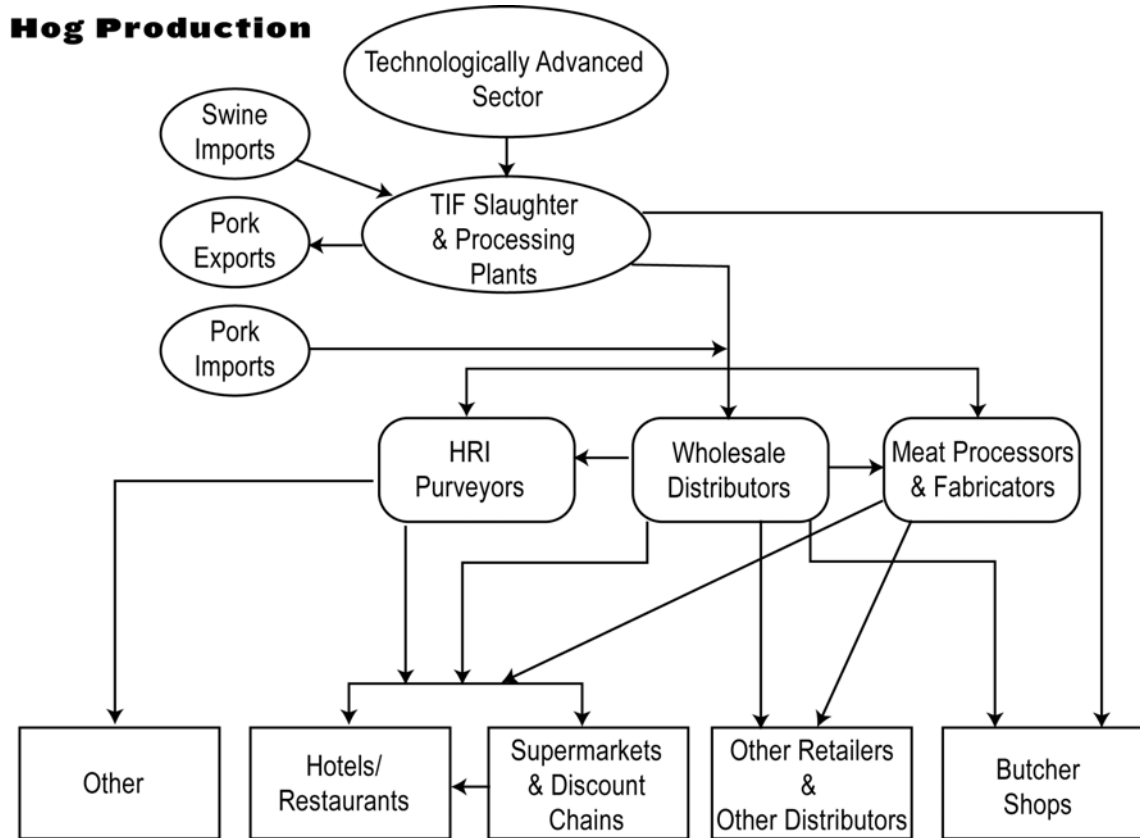 Hog Production
Technologically Advanced
Sector
Swine
Imports
TIF Slaughter
& Processing
Plants
Pork
Exports
Pork
Imports
HRI
Purveyors
Wholesale
Distributors
Meat Processors
& Fabricators
Other
Hotels/
Restaurants
Supermarkets
& Discount
Chains
Other Retailers
&
Other Distributors
Butcher
Shops